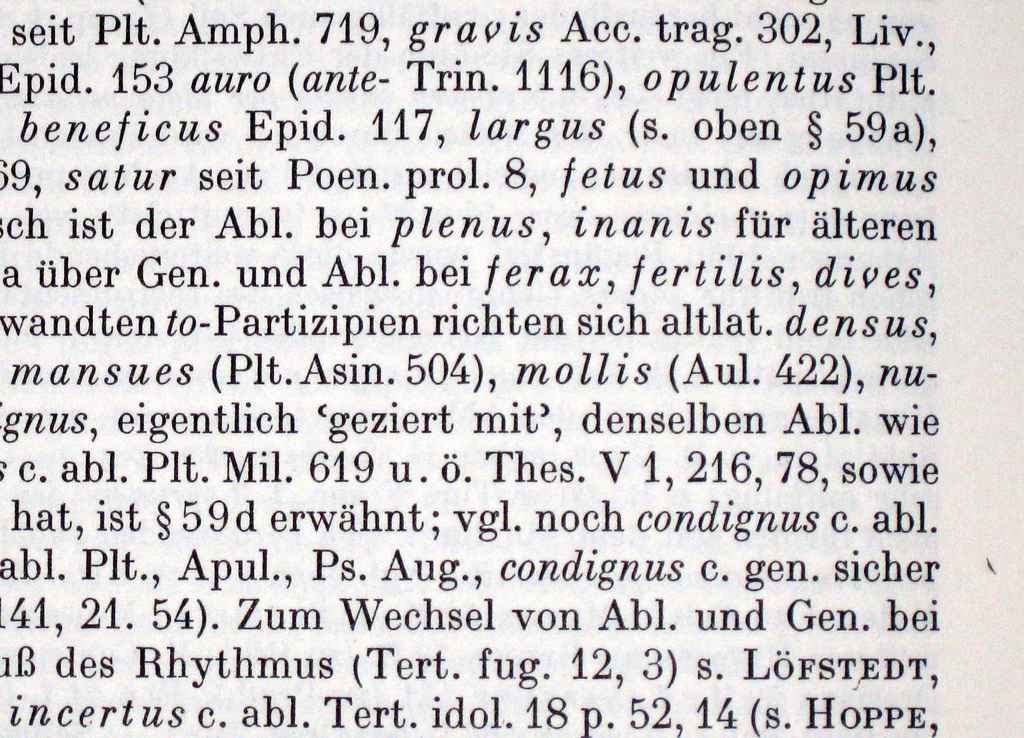 seit Plt. Amph. 719, gravis Acc. trag. 302, Liv.,
Epid. 153 auro (ante- Trin. 1116), opulentus Plt.
beneficus Epid. 117, largus (s. oben § 59a),
69, satur seit Poen. prol. 8, fetus und opimus
sch ist der Abl. bei plenus, inanis für älteren
a über Gen. und Abl. bei ferax, fertilis, dives,
wandten to-Partizipien richten sich altlat. densus,
mansues (Plt. Asin. 504), mollis (Aul. 422), nu-
ignus, eigentlich ‘geziert mit’, denselben Abl. wie
s c. abl. Plt. Mil. 619 u. ö. Thes. V 1, 216, 78, sowie
hat, ist § 59d erwähnt; vgl. noch condignus c. abl.
abl. Plt., Apul., Ps. Aug., condignus c. gen. sicher
141, 21. 54). Zum Wechsel von Abl. und Gen. bei
uß des Rhythmus (Tert. fug. 12, 3) s. LÖFSTEDT,
incertus c. abl. Tert. idol. 18 p. 52, 14 (s. HOPPE,